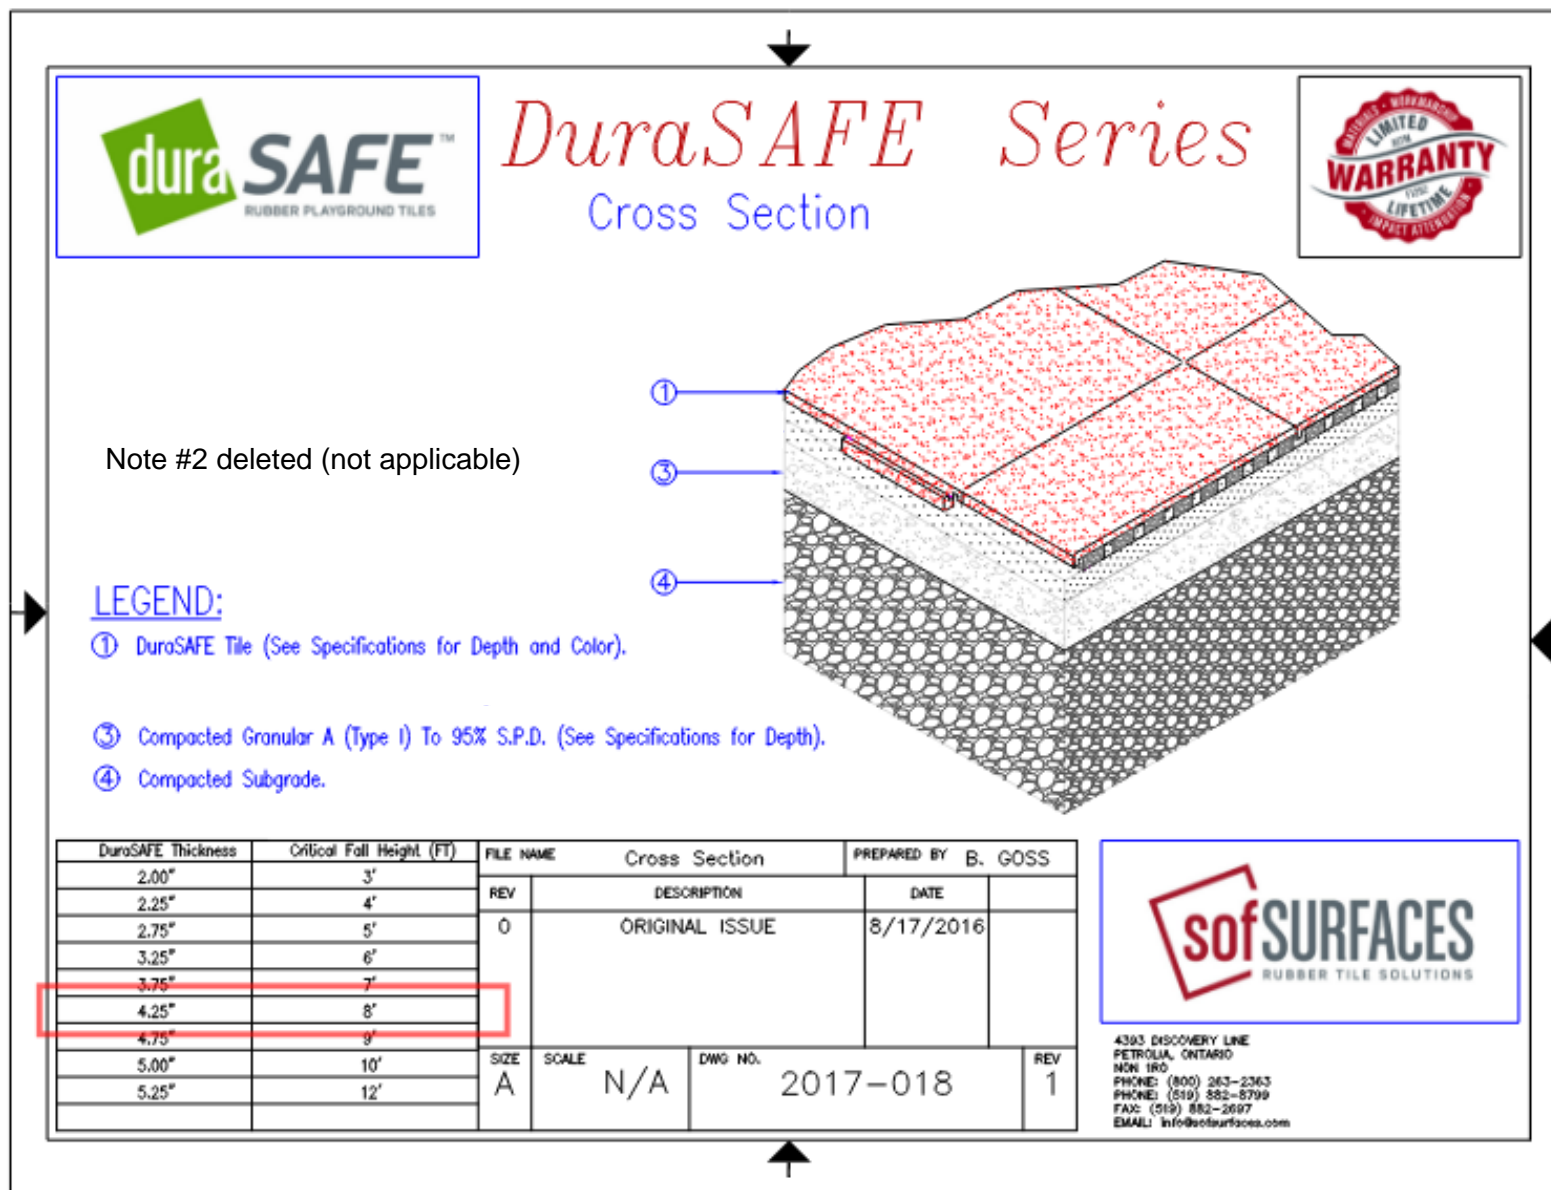 dura SAFE™
RUBBER PLAYGROUND TILES
DuraSAFE Series
Cross Section
MATERIALS • WORKMANSHIP
LIMITED
WARRANTY
LIFETIME
IMPACT ATTENUATION
1
Note #2 deleted (not applicable)
3
4
LEGEND:
1 DuraSAFE Tile (See Specifications for Depth and Color).
3 Compacted Granular A (Type I) To 95% S.P.D. (See Specifications for Depth).
4 Compacted Subgrade.
DuraSAFE Thickness Critical Fall Height (FT)
2.00" 3'
2.25" 4'
2.75" 5'
3.25" 6'
3.75" 7'
4.25" 8'
4.75" 9'
5.00" 10'
5.25" 12'
FILE NAME Cross Section PREPARED BY B. GOSS
REV DESCRIPTION DATE
0 ORIGINAL ISSUE 8/17/2016
SIZE A SCALE N/A DWG NO. 2017-018 REV 1
sofSURFACES
RUBBER TILE SOLUTIONS
4393 DISCOVERY LINE
PETROLIA, ONTARIO
N0N 1R0
PHONE: (800) 263-2363
PHONE: (519) 882-8799
FAX: (519) 882-2697
EMAIL: info@sofsurfaces.com